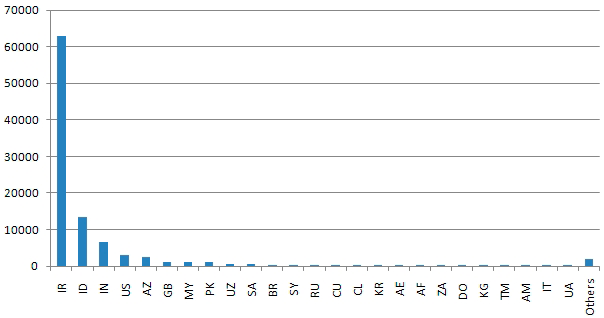 70000
60000
50000
40000
30000
20000
10000
0
IR
ID
IN
US
AZ
GB
MY
PK
UZ
SA
BR
SY
RU
CU
CL
KR
AE
AF
ZA
DO
KG
TM
AM
IT
UA
Others